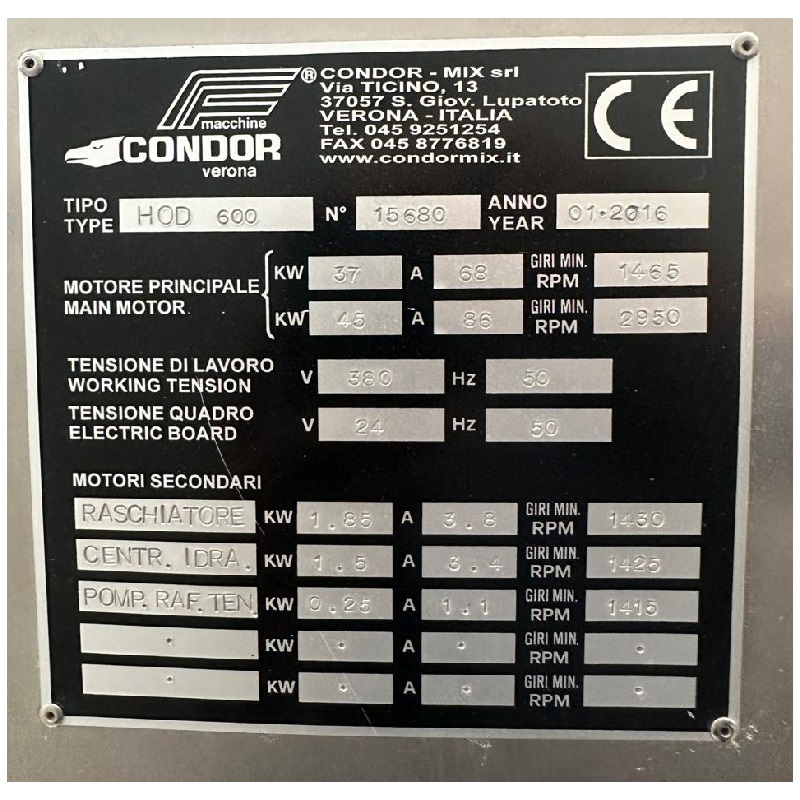 macchine
CONDOR
verona
® CONDOR - MIX srl
Via TICINO, 13
37057 S. Giov. Lupatoto
VERONA - ITALIA
Tel. 045 9251254
FAX 045 8776819
www.condormix.it
CE
TIPO
TYPE HOD 600 N° 15680 ANNO
YEAR 01·2016
MOTORE PRINCIPALE
MAIN MOTOR
KW 37 A 68 GIRI MIN.
RPM 1465
KW 45 A 86 GIRI MIN.
RPM 2950
TENSIONE DI LAVORO
WORKING TENSION V 380 Hz 50
TENSIONE QUADRO
ELECTRIC BOARD V 24 Hz 50
MOTORI SECONDARI
RASCHIATORE KW 1.85 A 3.8 GIRI MIN.
RPM 1430
CENTR. IDRA. KW 1.5 A 3.4 GIRI MIN.
RPM 1425
POMP. RAF. TEN. KW 0.25 A 1.1 GIRI MIN.
RPM 1415
KW A GIRI MIN.
RPM
KW A GIRI MIN.
RPM